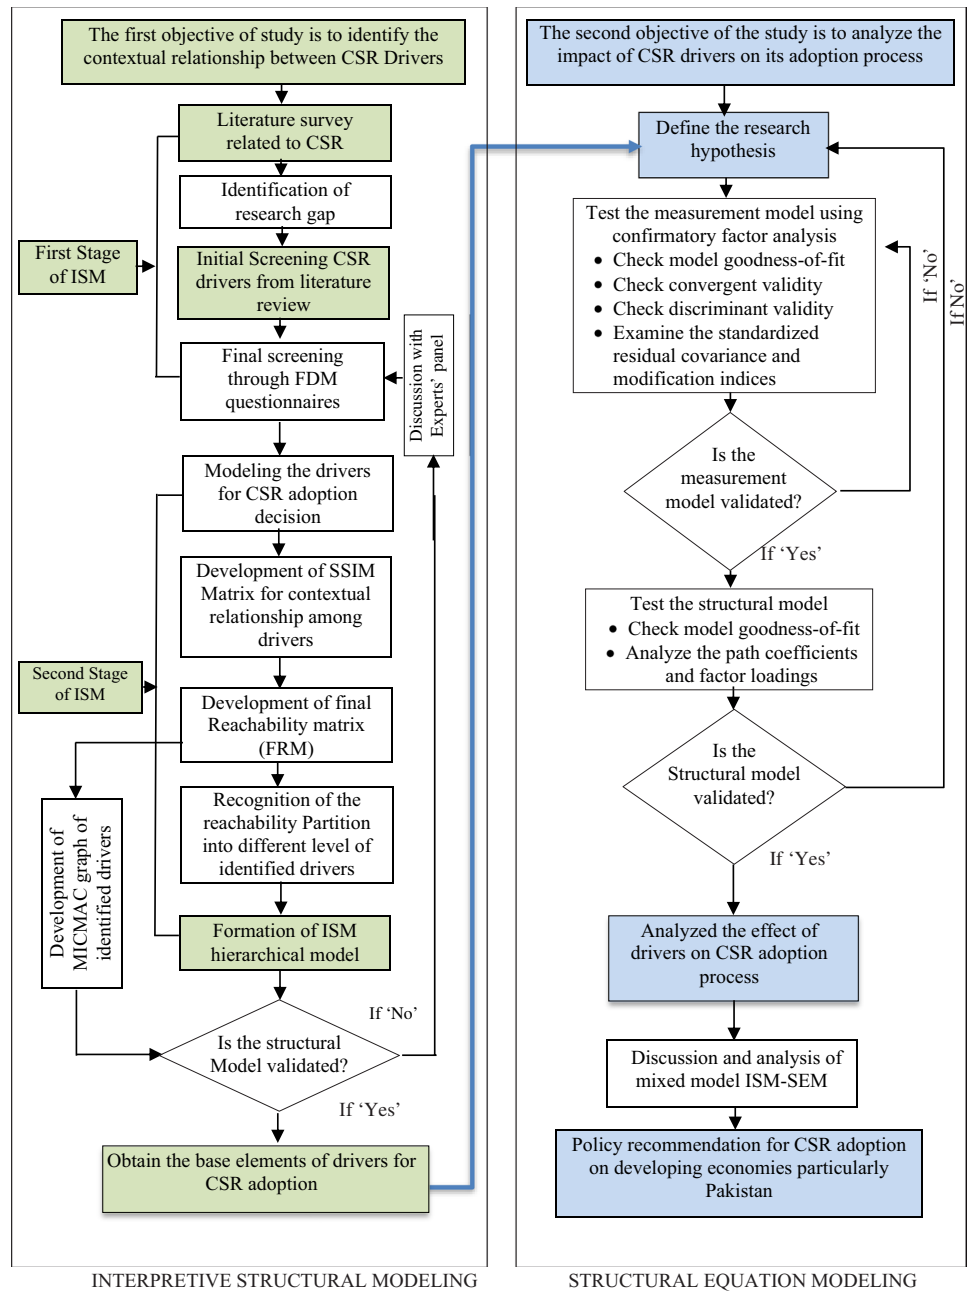 The first objective of study is to identify the
contextual relationship between CSR Drivers
Literature survey
related to CSR
Identification of
research gap
First Stage
of ISM
Initial Screening CSR
drivers from literature
review
Final screening
through FDM
questionnaires
Discussion with
Experts' panel
Modeling the drivers
for CSR adoption
decision
Development of SSIM
Matrix for contextual
relationship among
drivers
Second Stage
of ISM
Development of final
Reachability matrix
(FRM)
Recognition of the
reachability Partition
into different level of
identified drivers
Development of
MICMAC graph of
identified drivers
Formation of ISM
hierarchical model
If ‘No’
Is the structural
Model validated?
If ‘Yes’
Obtain the base elements of drivers for
CSR adoption
INTERPRETIVE STRUCTURAL MODELING
The second objective of the study is to analyze the
impact of CSR drivers on its adoption process
Define the research
hypothesis
Test the measurement model using
confirmatory factor analysis
• Check model goodness-of-fit
• Check convergent validity
• Check discriminant validity
• Examine the standardized
residual covariance and
modification indices
If ‘No’
If No’
Is the
measurement
model validated?
If ‘Yes’
Test the structural model
• Check model goodness-of-fit
• Analyze the path coefficients
and factor loadings
Is the
Structural model
validated?
If ‘Yes’
Analyzed the effect of
drivers on CSR adoption
process
Discussion and analysis of
mixed model ISM-SEM
Policy recommendation for CSR adoption
on developing economies particularly
Pakistan
STRUCTURAL EQUATION MODELING